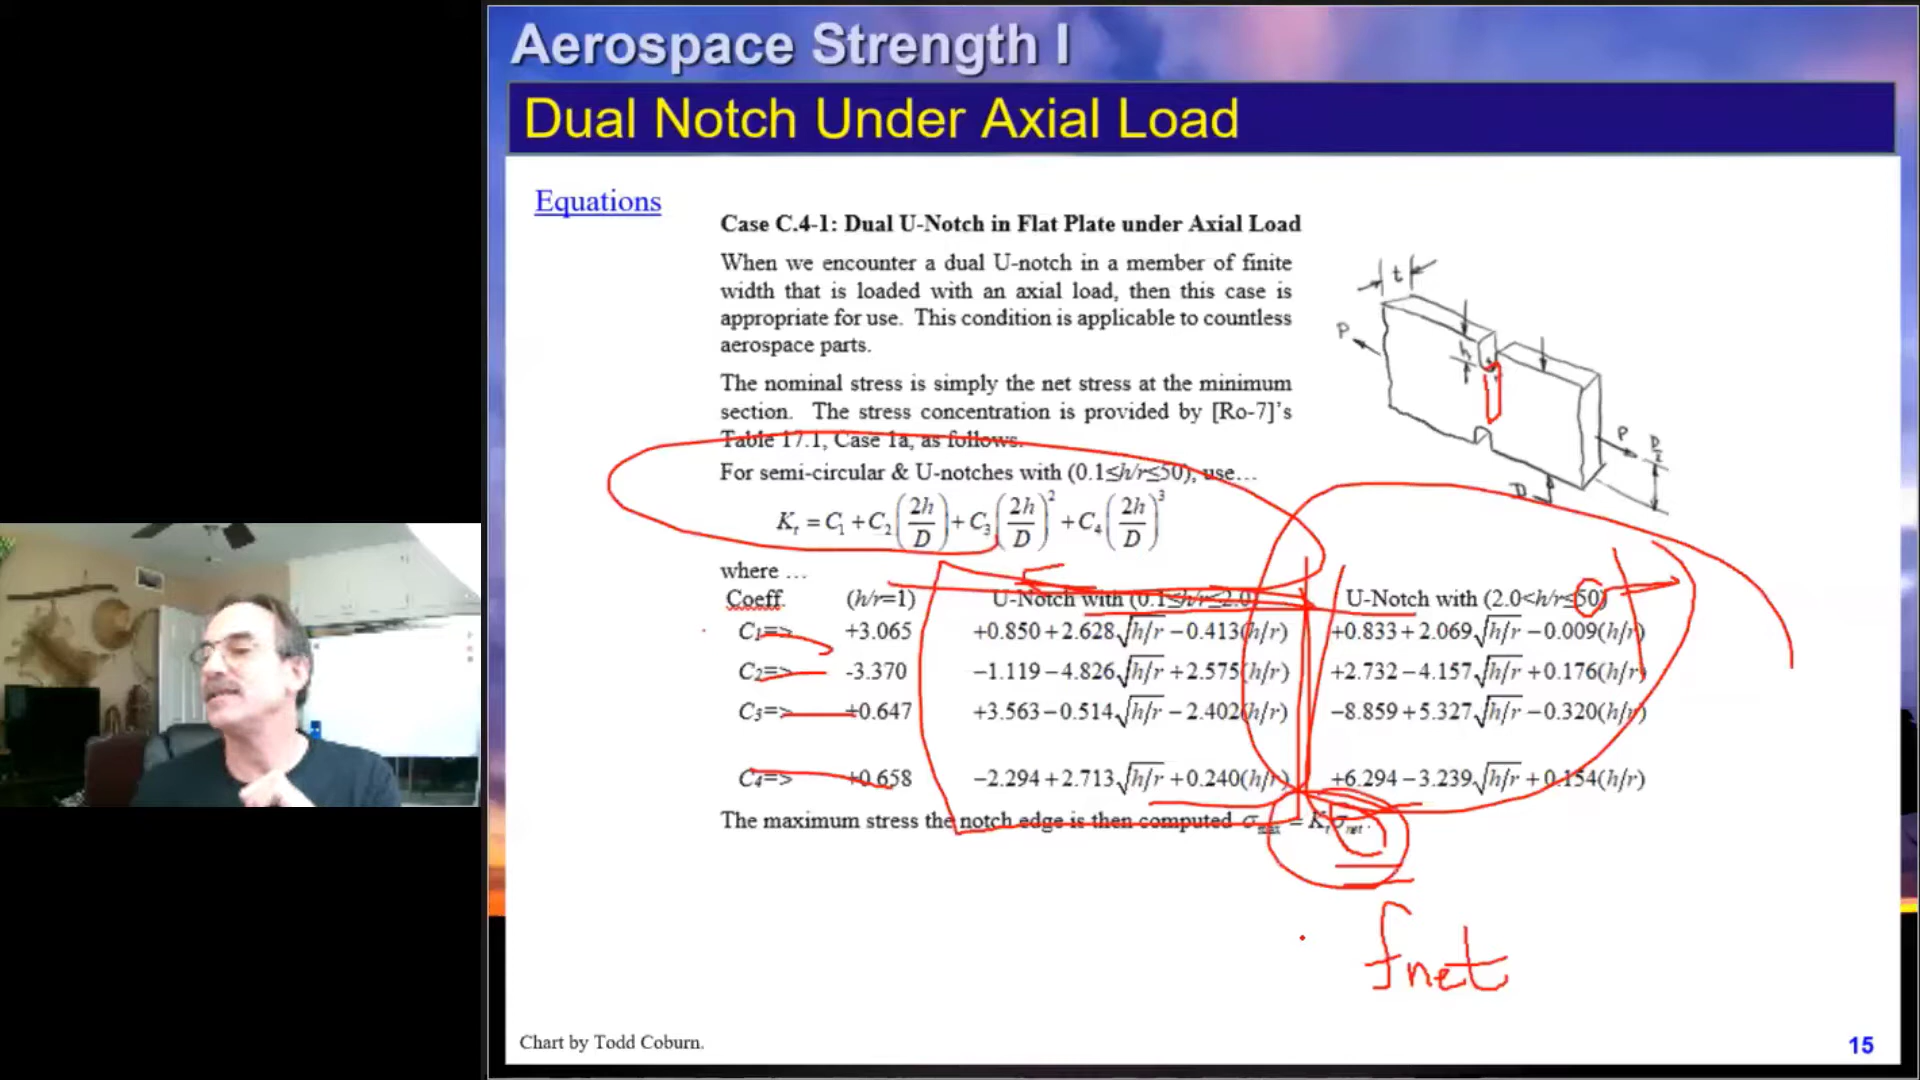 Aerospace Strength I
Dual Notch Under Axial Load
Equations
Case C.4-1: Dual U-Notch in Flat Plate under Axial Load
When we encounter a dual U-notch in a member of finite
width that is loaded with an axial load, then this case is
appropriate for use. This condition is applicable to countless
aerospace parts.
The nominal stress is simply the net stress at the minimum
section. The stress concentration is provided by [Ro-7]'s
Table 17.1, Case 1a, as follows.
For semi-circular & U-notches with (0.1≤h/r≤50), use…
Kₜ = C₁ + C₂(2h/D) + C₃(2h/D)² + C₄(2h/D)³
where …
Coeff. (h/r=1) U-Notch with (0.1≤h/r≤2.0) U-Notch with (2.0<h/r≤50)
C₁=> +3.065 +0.850+2.628√h/r −0.413(h/r) +0.833+2.069√h/r −0.009(h/r)
C₂=> -3.370 −1.119−4.826√h/r +2.575(h/r) +2.732−4.157√h/r +0.176(h/r)
C₃=> +0.647 +3.563−0.514√h/r −2.402(h/r) −8.859+5.327√h/r −0.320(h/r)
C₄=> +0.658 −2.294+2.713√h/r +0.240(h/r) +6.294−3.239√h/r +0.154(h/r)
The maximum stress the notch edge is then computed σmax = Kₜσnet.
t
h
P
P
D/2
D
fnet
Chart by Todd Coburn.
15